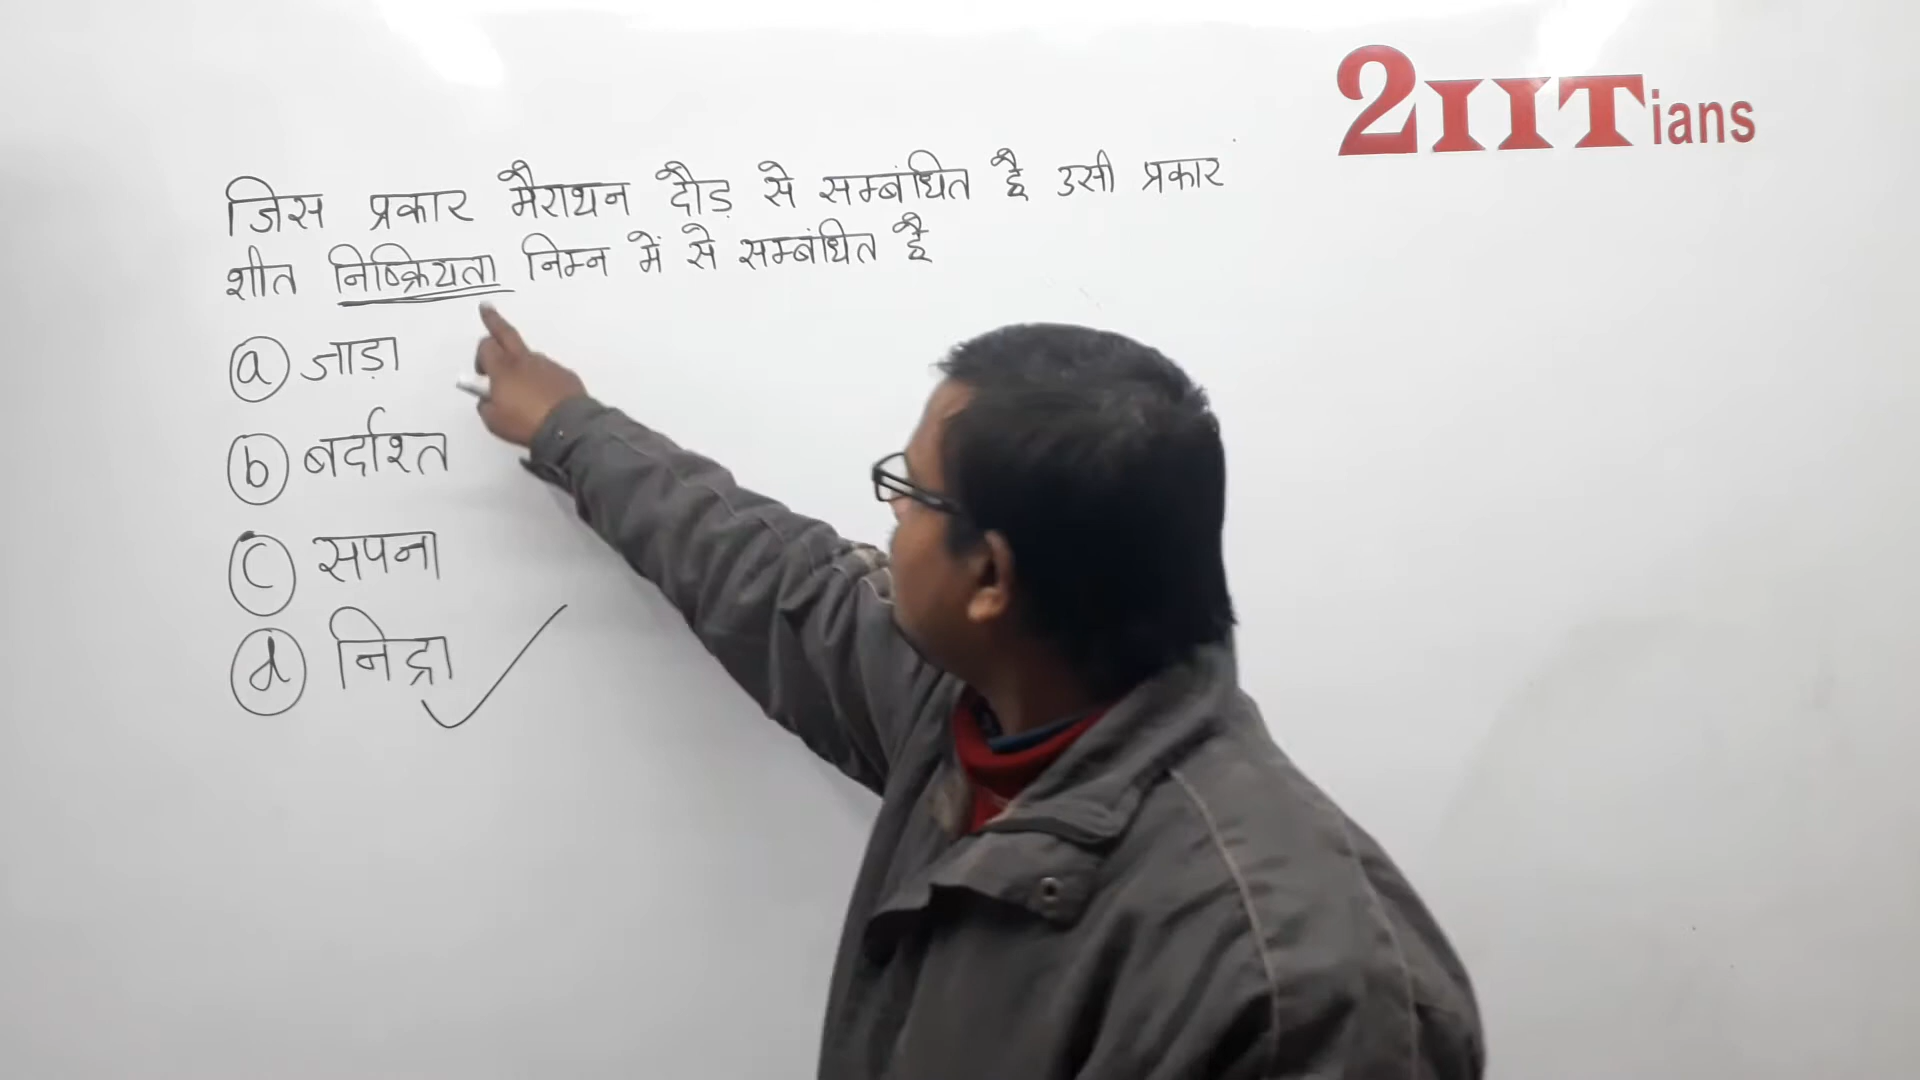 2IITians
जिस प्रकार मैराथन दौड़ से सम्बंधित है उसी प्रकार
शीत निष्क्रियता निम्न में से सम्बंधित है
a जाड़ा
b बर्दाश्त
c सपना
d निद्रा